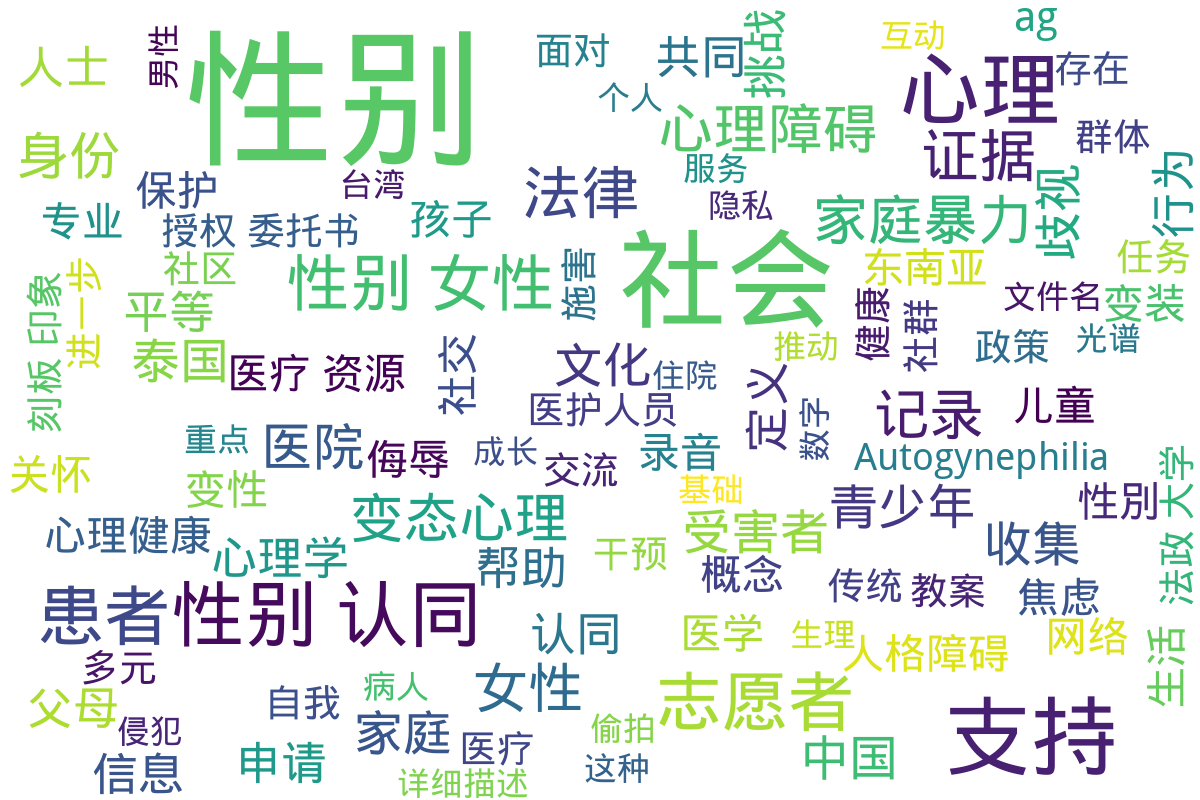 性别
社会
心理
支持
性别 认同
性别 女性
志愿者
患者
ag
人士
男性
面对
共同
挑战
互动
存在
个人
心理障碍
证据
群体
身份
保护
台湾
法律
服务
隐私
家庭暴力
歧视
行为
专业
授权 委托书
孩子
社区
施害
东南亚
任务
刻板 印象
进一步
平等
文件名
变装
健康
社群
泰国
医疗 资源
社交
文化
住院
推动
政策
光谱
定义
医护人员
数字
记录
儿童
重点
医院
侮辱
成长
交流
录音
Autogynephilia
关怀
变性
基础
青少年
性別
法政 大学
变态心理
心理健康
心理学
帮助
干预
受害者
收集
概念
传统
教案
焦虑
认同
医学
生理
人格障碍
网络
生活
多元
女性
父母
自我
病人
侵犯
家庭
医疗
偷拍
中国
信息
申请
详细描述
这种